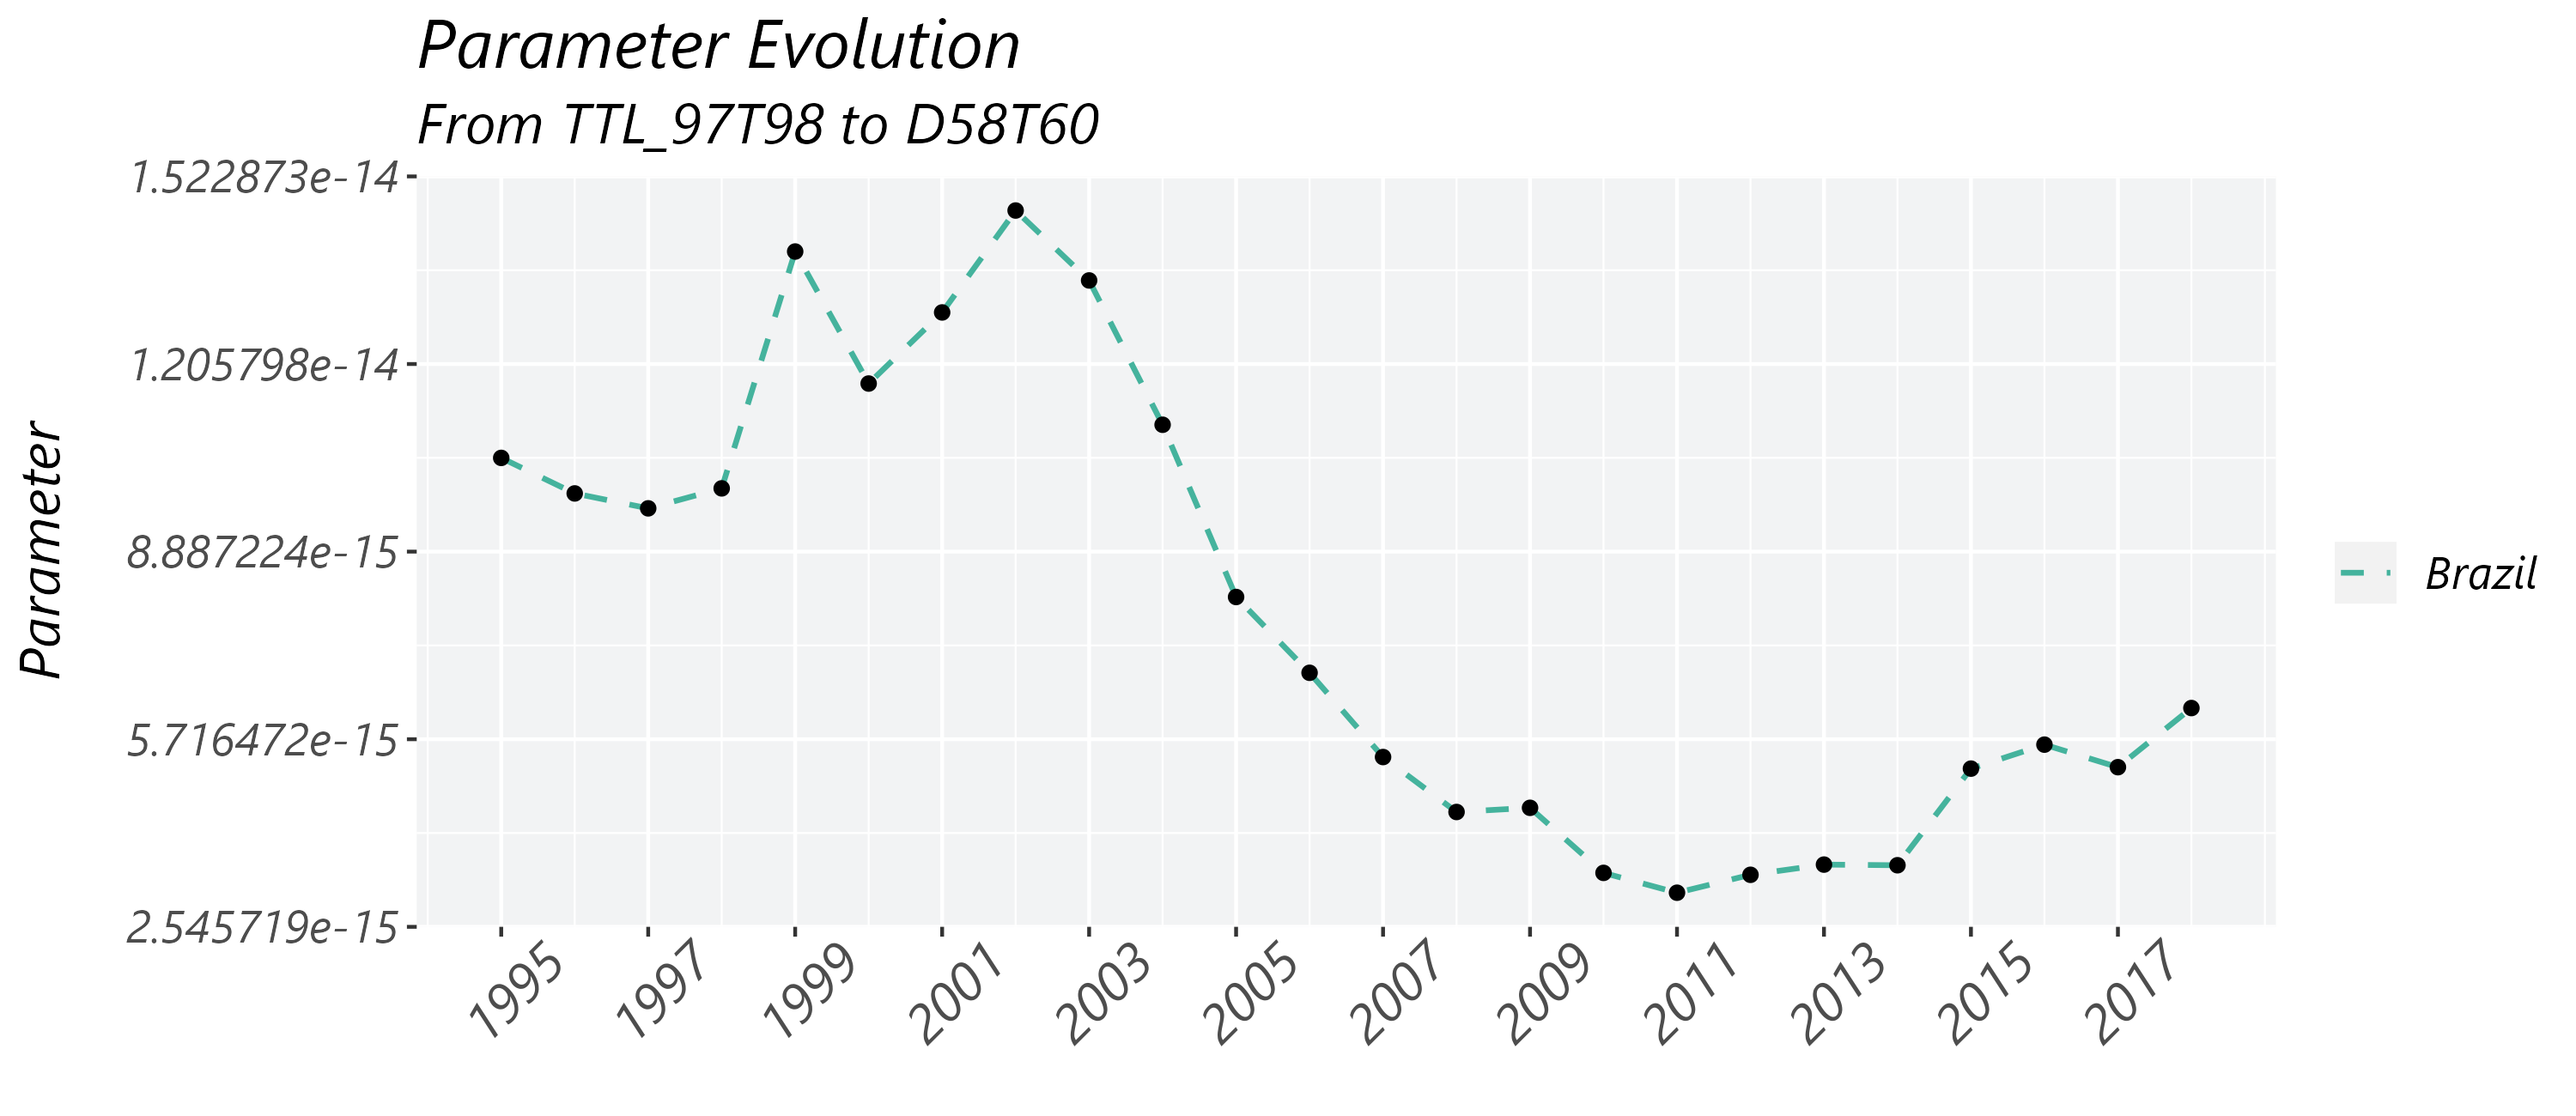 Parameter Evolution
From TTL_97T98 to D58T60
1.522873e-14
1.205798e-14
8.887224e-15
5.716472e-15
2.545719e-15
Parameter
1995
1997
1999
2001
2003
2005
2007
2009
2011
2013
2015
2017
Brazil